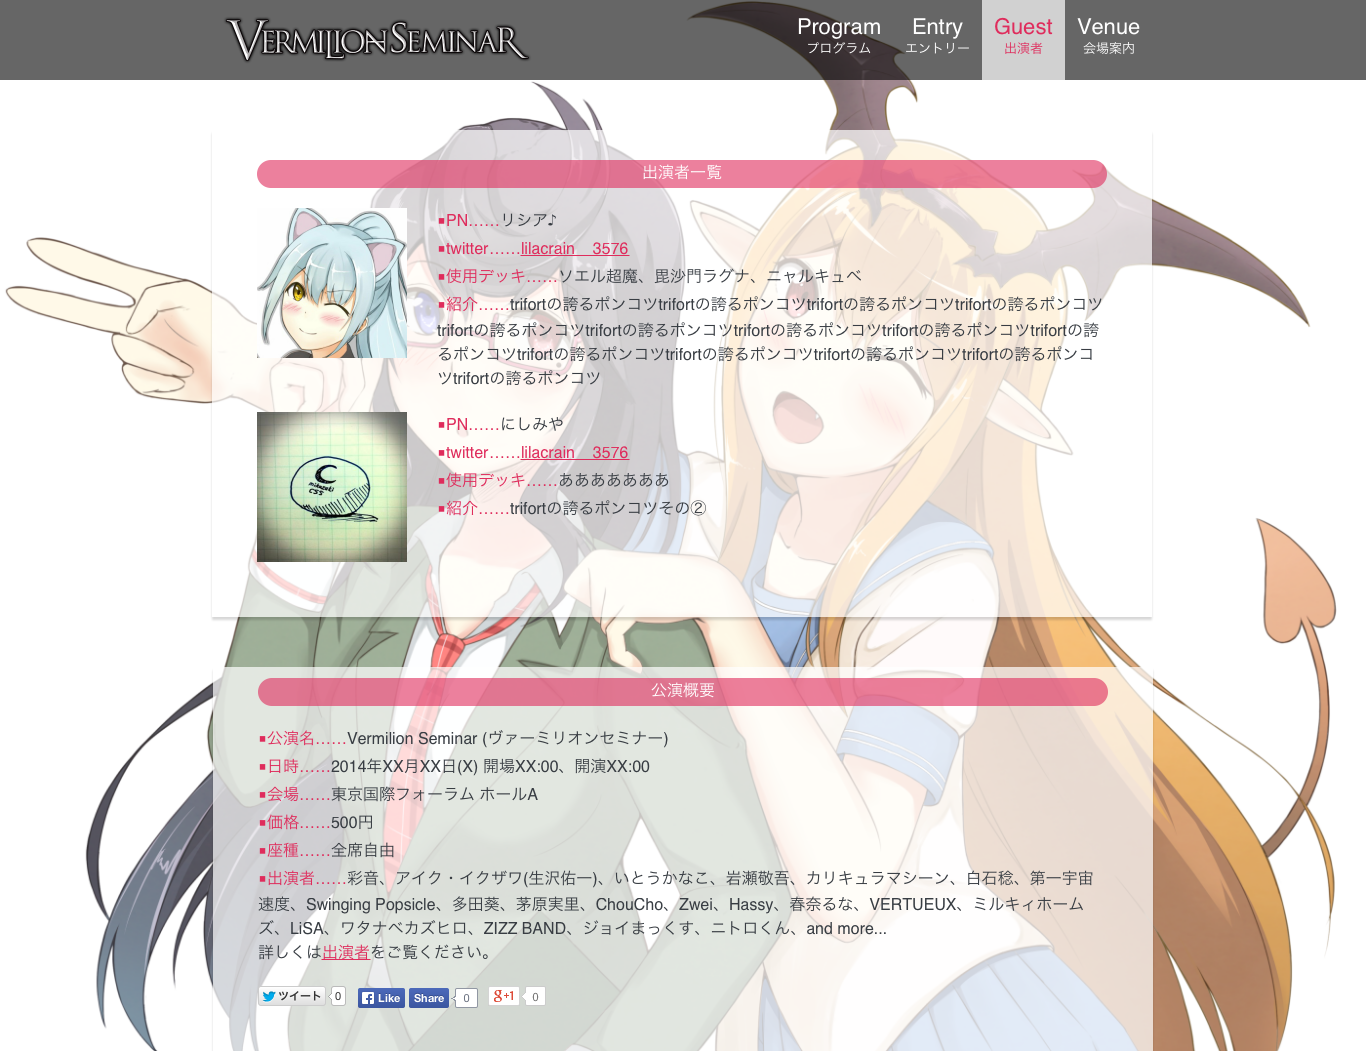 VERMILION SEMINAR
Program
プログラム
Entry
エントリー
Guest
出演者
Venue
会場案内
出演者一覧
▪PN……リシア♪
▪twitter……lilacrain__3576
▪使用デッキ……ソエル超魔、毘沙門ラグナ、ニャルキュベ
▪紹介……trifortの誇るポンコツtrifortの誇るポンコツtrifortの誇るポンコツtrifortの誇るポンコツ
trifortの誇るポンコツtrifortの誇るポンコツtrifortの誇るポンコツtrifortの誇るポンコツtrifortの誇
るポンコツtrifortの誇るポンコツtrifortの誇るポンコツtrifortの誇るポンコツtrifortの誇るポンコ
ツtrifortの誇るポンコツ
▪PN……にしみや
▪twitter……lilacrain__3576
▪使用デッキ……あああああああ
▪紹介……trifortの誇るポンコツその②
CSS
公演概要
▪公演名……Vermilion Seminar (ヴァーミリオンセミナー)
▪日時……2014年XX月XX日(X) 開場XX:00、開演XX:00
▪会場……東京国際フォーラム ホールA
▪価格……500円
▪座種……全席自由
▪出演者……彩音、アイク・イクザワ(生沢佑一)、いとうかなこ、岩瀬敬吾、カリキュラマシーン、白石稔、第一宇宙
速度、Swinging Popsicle、多田葵、茅原実里、ChouCho、Zwei、Hassy、春奈るな、VERTUEUX、ミルキィホーム
ズ、LiSA、ワタナベカズヒロ、ZIZZ BAND、ジョイまっくす、ニトロくん、and more...
詳しくは出演者をご覧ください。
ツイート 0 Like Share 0 g+1 0